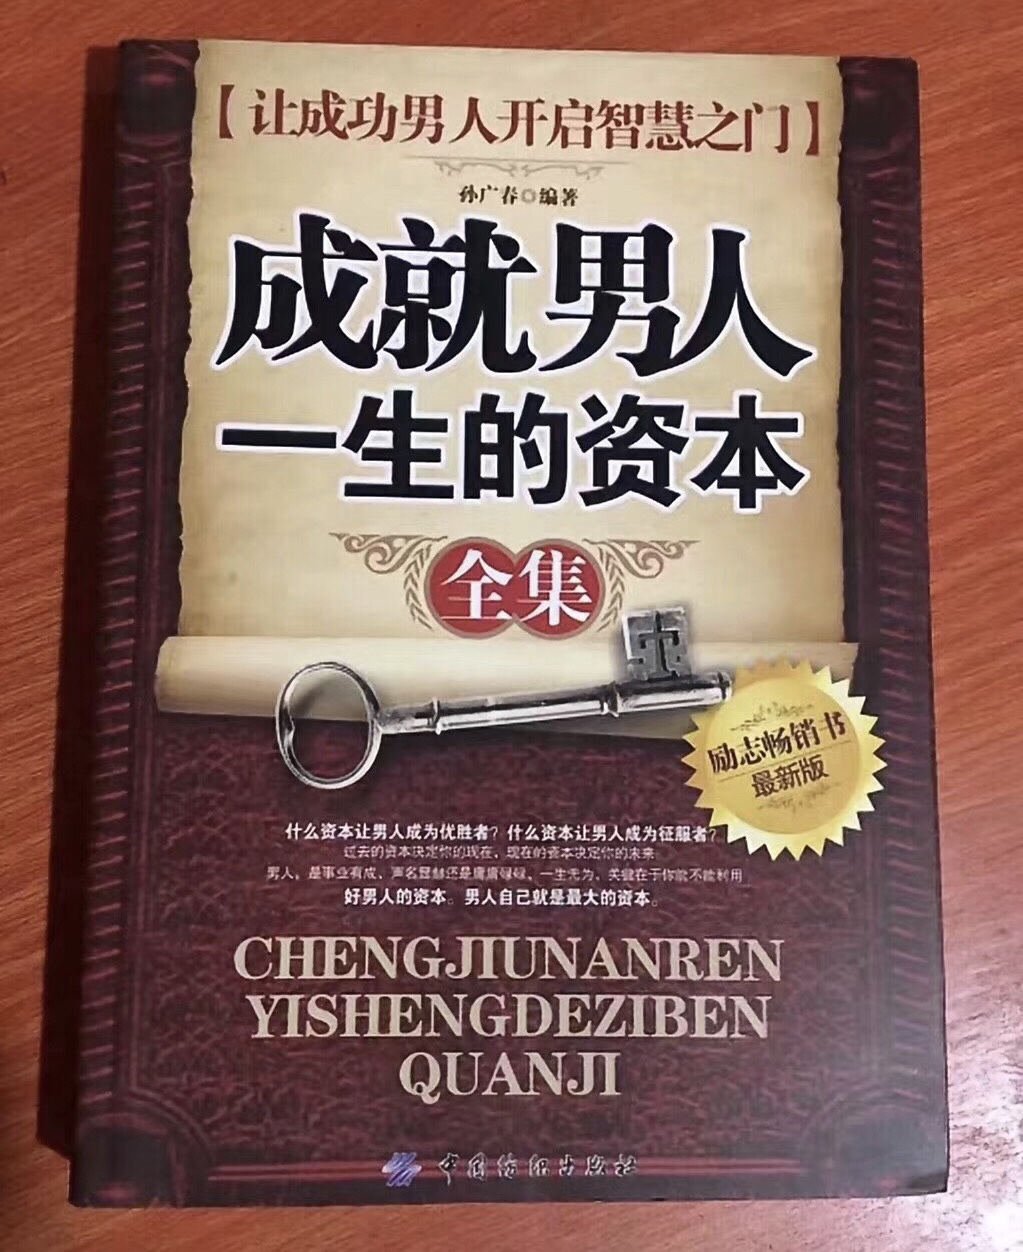 【让成功男人开启智慧之门】
孙广春◎编著
成就男人
一生的资本
全集
励志畅销书
最新版
什么资本让男人成为优胜者？什么资本让男人成为征服者？
过去的资本决定你的现在，现在的资本决定你的未来
男人，是事业有成、声名显赫还是庸庸碌碌、一生无为，关键在于你能不能利用
好男人的资本。男人自己就是最大的资本。
CHENGJIUNANREN
YISHENGDEZIBEN
QUANJI
中国纺织出版社